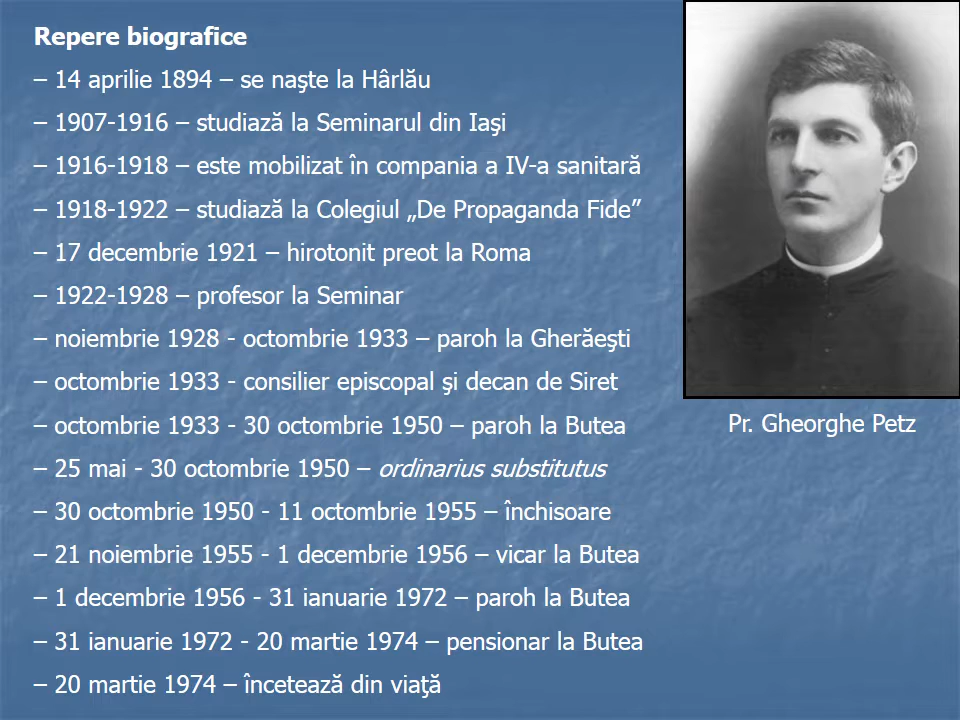 Repere biografice
– 14 aprilie 1894 – se naşte la Hârlău
– 1907-1916 – studiază la Seminarul din Iaşi
– 1916-1918 – este mobilizat în compania a IV-a sanitară
– 1918-1922 – studiază la Colegiul „De Propaganda Fide”
– 17 decembrie 1921 – hirotonit preot la Roma
– 1922-1928 – profesor la Seminar
– noiembrie 1928 - octombrie 1933 – paroh la Gherăeşti
– octombrie 1933 - consilier episcopal şi decan de Siret
– octombrie 1933 - 30 octombrie 1950 – paroh la Butea
– 25 mai - 30 octombrie 1950 – ordinarius substitutus
– 30 octombrie 1950 - 11 octombrie 1955 – închisoare
– 21 noiembrie 1955 - 1 decembrie 1956 – vicar la Butea
– 1 decembrie 1956 - 31 ianuarie 1972 – paroh la Butea
– 31 ianuarie 1972 - 20 martie 1974 – pensionar la Butea
– 20 martie 1974 – încetează din viaţă
Pr. Gheorghe Petz